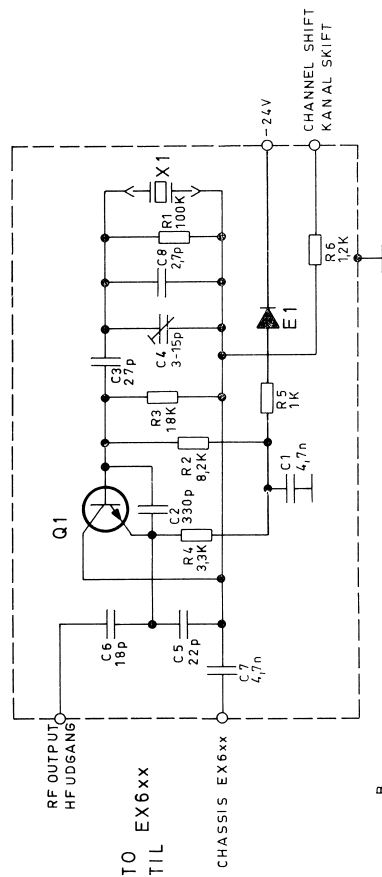 RF OUTPUT
HF UDGANG
TO EX6xx
TIL
CHASSIS EX6xx
C6
18p
C5
22p
C7
4,7n
Q1
C2
330p
R4
3,3K
R3
18K
R2
8,2K
C1
4,7n
C3
27p
C4
3-15p
C8
2,7p
R1
100K
X1
R5
1K
E1
R6
1,2K
-24V
CHANNEL SHIFT
KANAL SKIFT